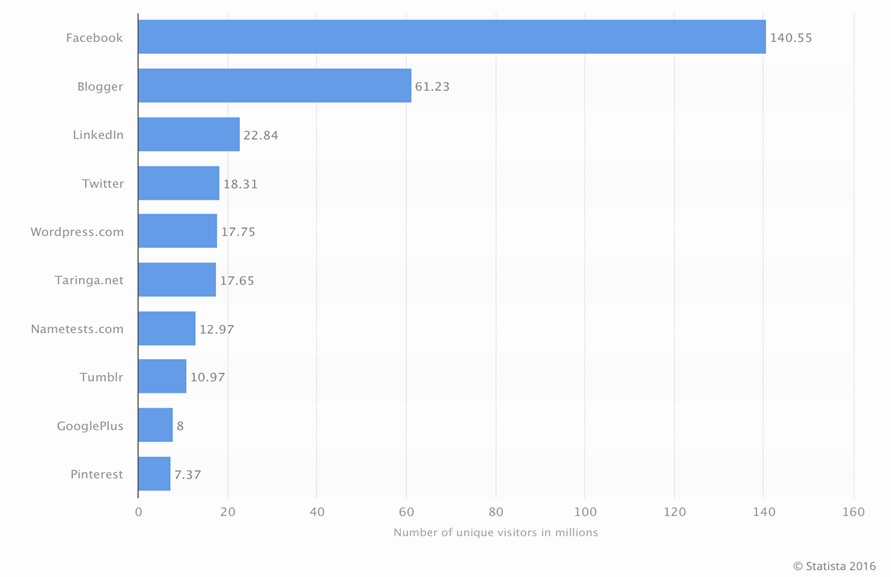 Facebook 140.55
Blogger 61.23
LinkedIn 22.84
Twitter 18.31
Wordpress.com 17.75
Taringa.net 17.65
Nametests.com 12.97
Tumblr 10.97
GooglePlus 8
Pinterest 7.37
0 20 40 60 80 100 120 140 160
Number of unique visitors in millions
© Statista 2016